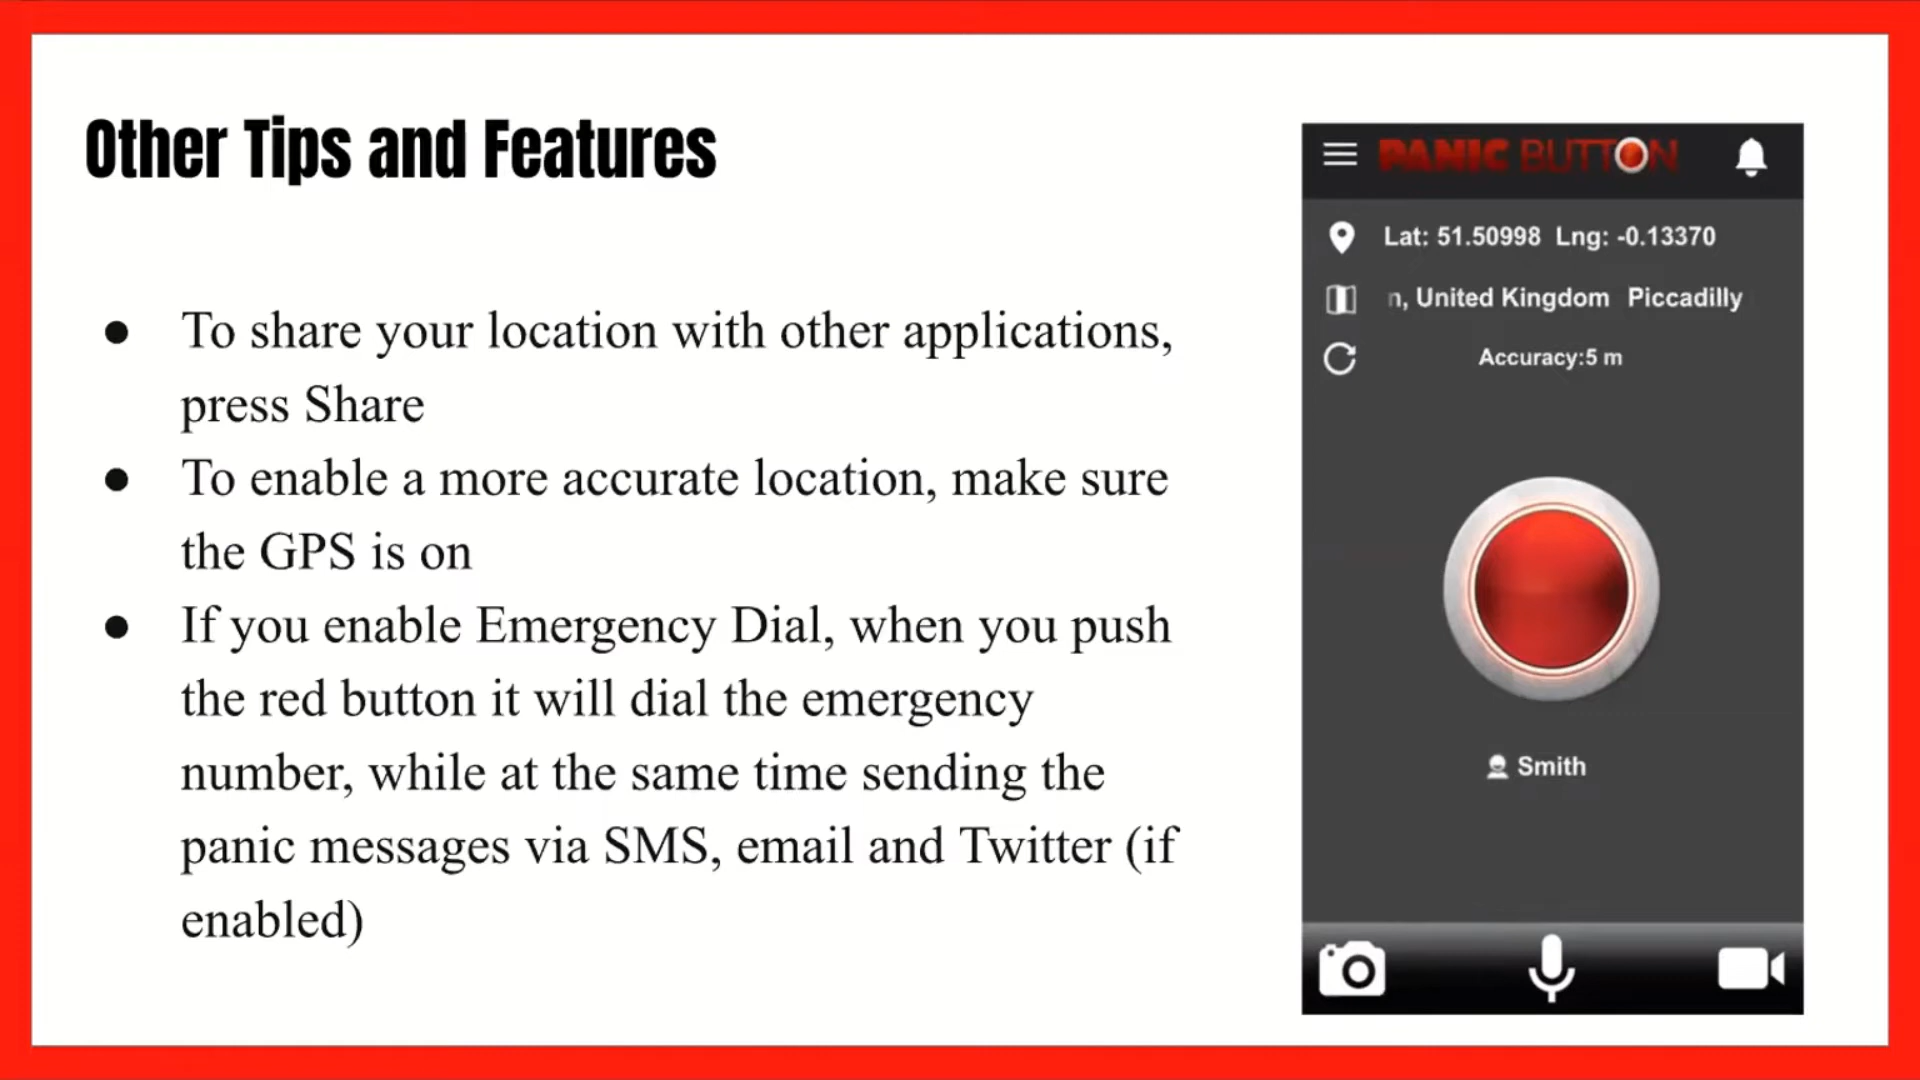 Other Tips and Features
● To share your location with other applications,
press Share
● To enable a more accurate location, make sure
the GPS is on
● If you enable Emergency Dial, when you push
the red button it will dial the emergency
number, while at the same time sending the
panic messages via SMS, email and Twitter (if
enabled)
PANIC BUTTON
Lat: 51.50998 Lng: -0.13370
n, United Kingdom Piccadilly
Accuracy:5 m
Smith